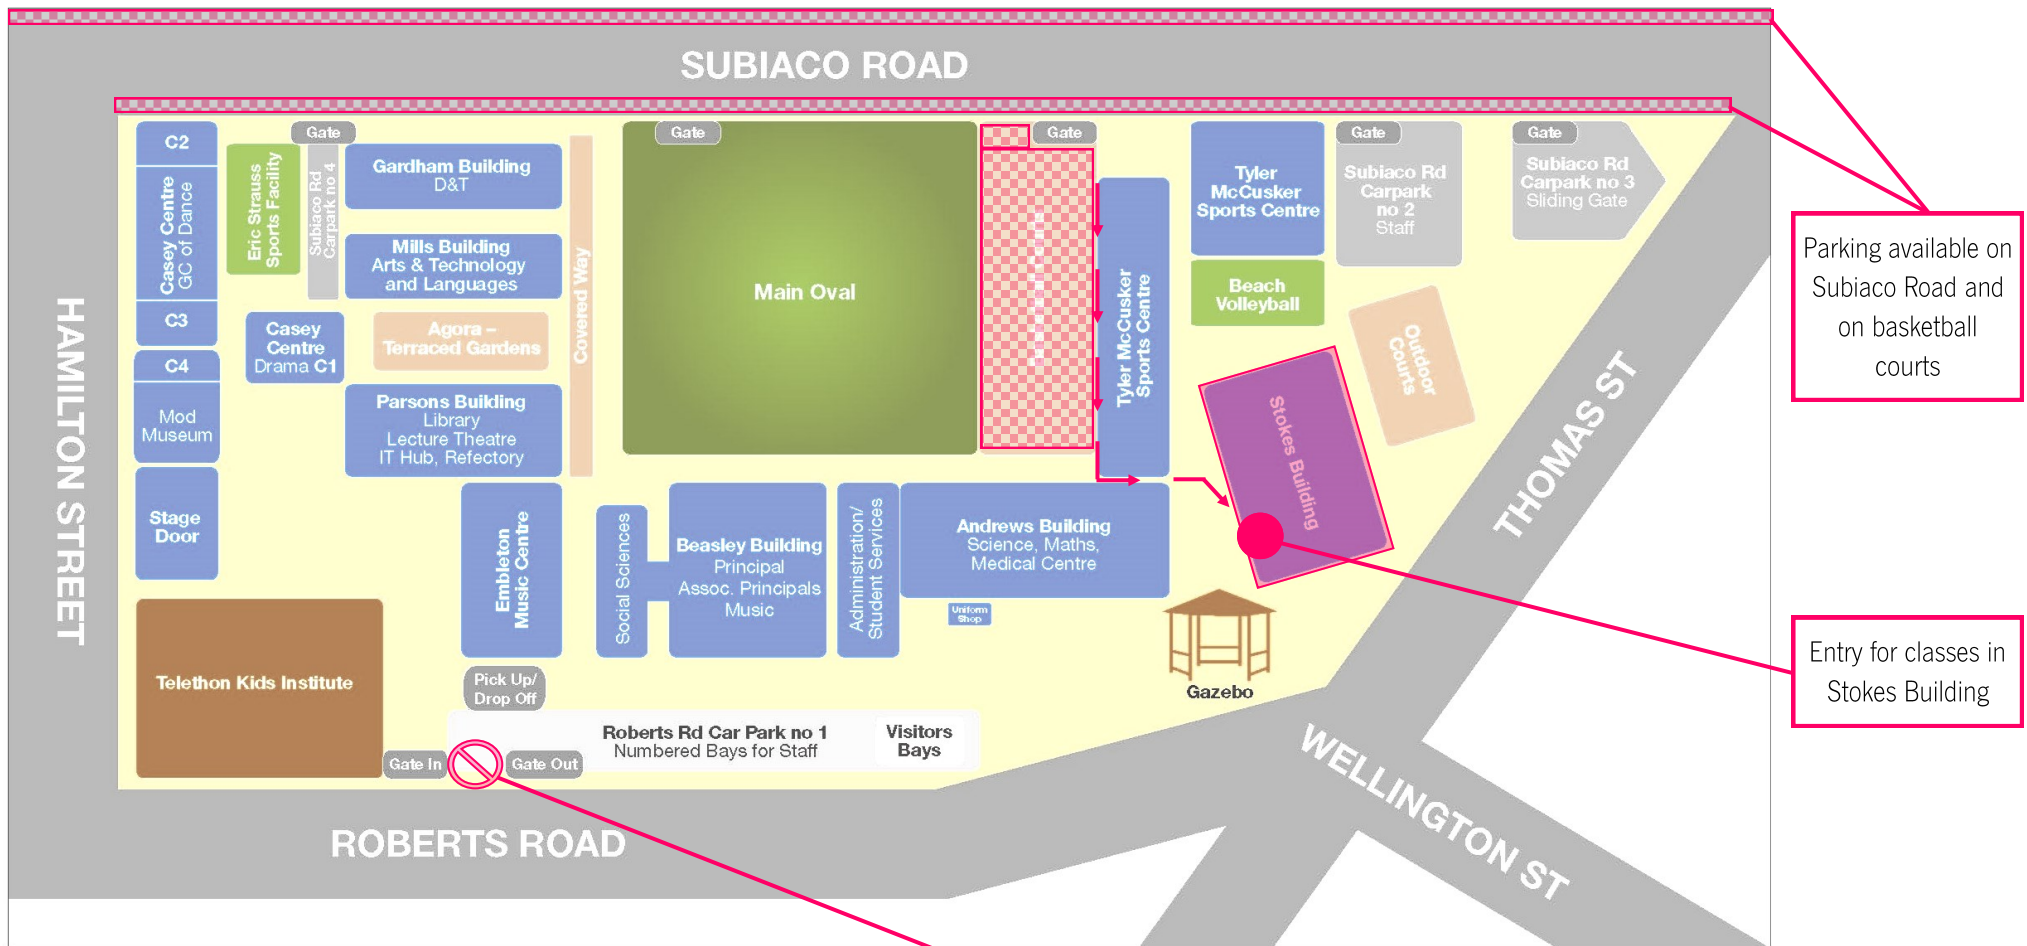 SUBIACO ROAD
C2
Casey Centre
GC of Dance
C3
C4
Mod
Museum
Stage
Door
Eric Strauss
Sports Facility
Gate
Subiaco Rd
Carpark no 4
Gardham Building
D&T
Mills Building
Arts & Technology
and Languages
Casey
Centre
Drama C1
Agora –
Terraced Gardens
Parsons Building
Library
Lecture Theatre
IT Hub, Refectory
Covered Way
Gate
Main Oval
Gate
Tyler McCusker
Sports Centre
Tyler
McCusker
Sports Centre
Beach
Volleyball
Gate
Subiaco Rd
Carpark
no 2
Staff
Gate
Subiaco Rd
Carpark no 3
Sliding Gate
Outdoor
Courts
Stokes Building
Parking available on
Subiaco Road and
on basketball
courts
HAMILTON STREET
THOMAS ST
Embleton
Music Centre
Social Sciences
Beasley Building
Principal
Assoc. Principals
Music
Administration/
Student Services
Andrews Building
Science, Maths,
Medical Centre
Uniform
Shop
Gazebo
Entry for classes in
Stokes Building
Telethon Kids Institute
Pick Up/
Drop Off
Roberts Rd Car Park no 1
Numbered Bays for Staff
Visitors
Bays
Gate In
Gate Out
ROBERTS ROAD
WELLINGTON ST